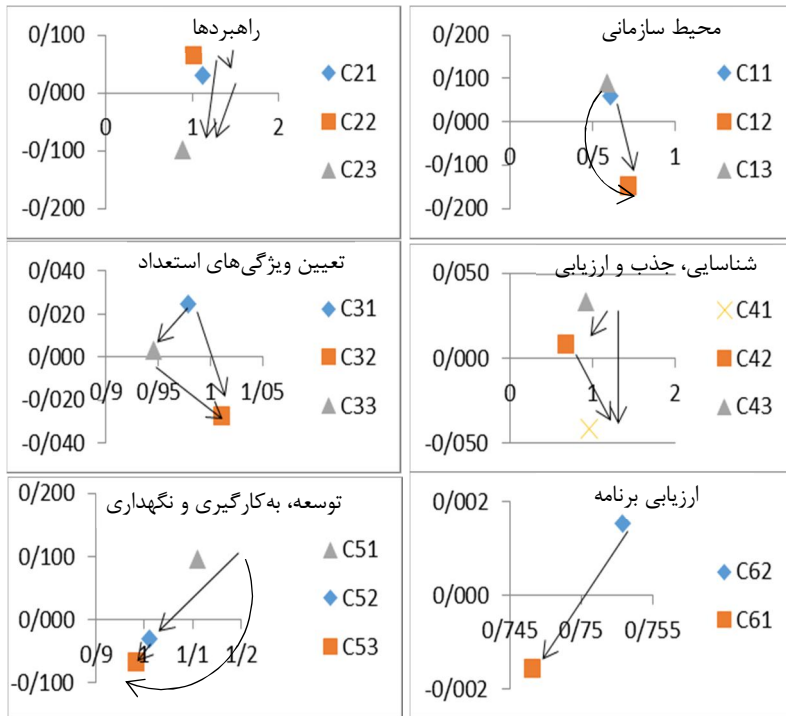 محیط سازمانی
0/200
0/100
0/000
-0/100
-0/200
0 0/5 1
C11
C12
C13
راهبردها
0/100
0/000
-0/100
-0/200
0 1 2
C21
C22
C23
شناسایی، جذب و ارزیابی
0/050
0/000
-0/050
0 1 2
C41
C42
C43
تعیین ویژگی‌های استعداد
0/040
0/020
0/000
-0/020
-0/040
0/9 0/95 1 1/05
C31
C32
C33
ارزیابی برنامه
0/002
0/000
-0/002
0/745 0/75 0/755
C62
C61
توسعه، به‌کارگیری و نگهداری
0/200
0/100
0/000
-0/100
0/9 1 1/1 1/2
C51
C52
C53